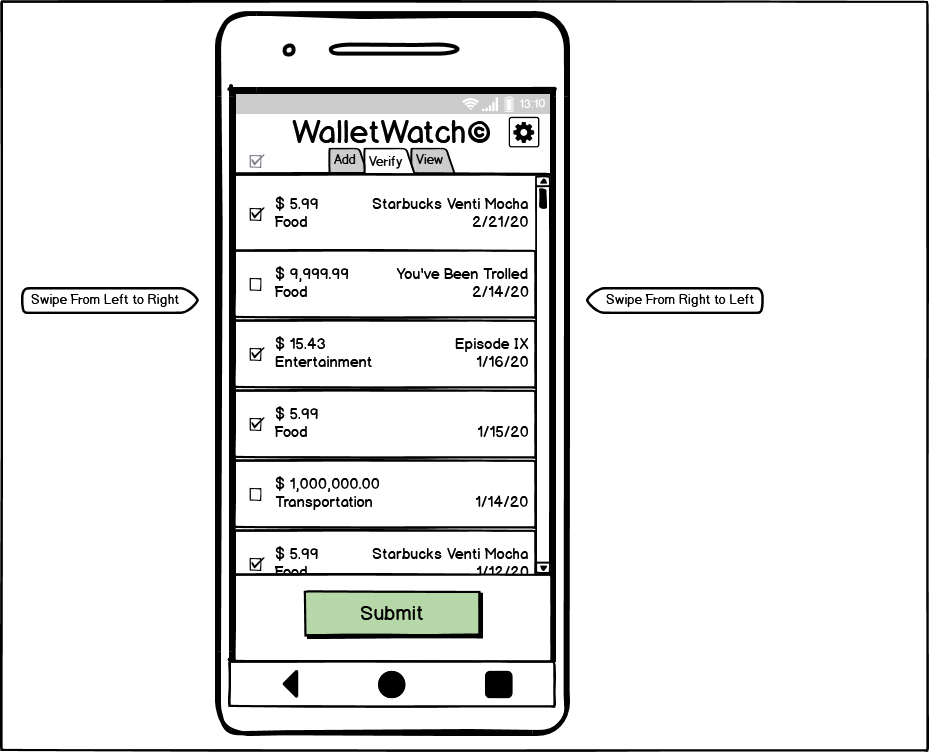 13:10
WalletWatch©
Add Verify View
$ 5.99 Starbucks Venti Mocha
Food 2/21/20
$ 9,999.99 You've Been Trolled
Food 2/14/20
Swipe From Left to Right
Swipe From Right to Left
$ 15.43 Episode IX
Entertainment 1/16/20
$ 5.99
Food 1/15/20
$ 1,000,000.00
Transportation 1/14/20
$ 5.99 Starbucks Venti Mocha
Food 1/12/20
Submit